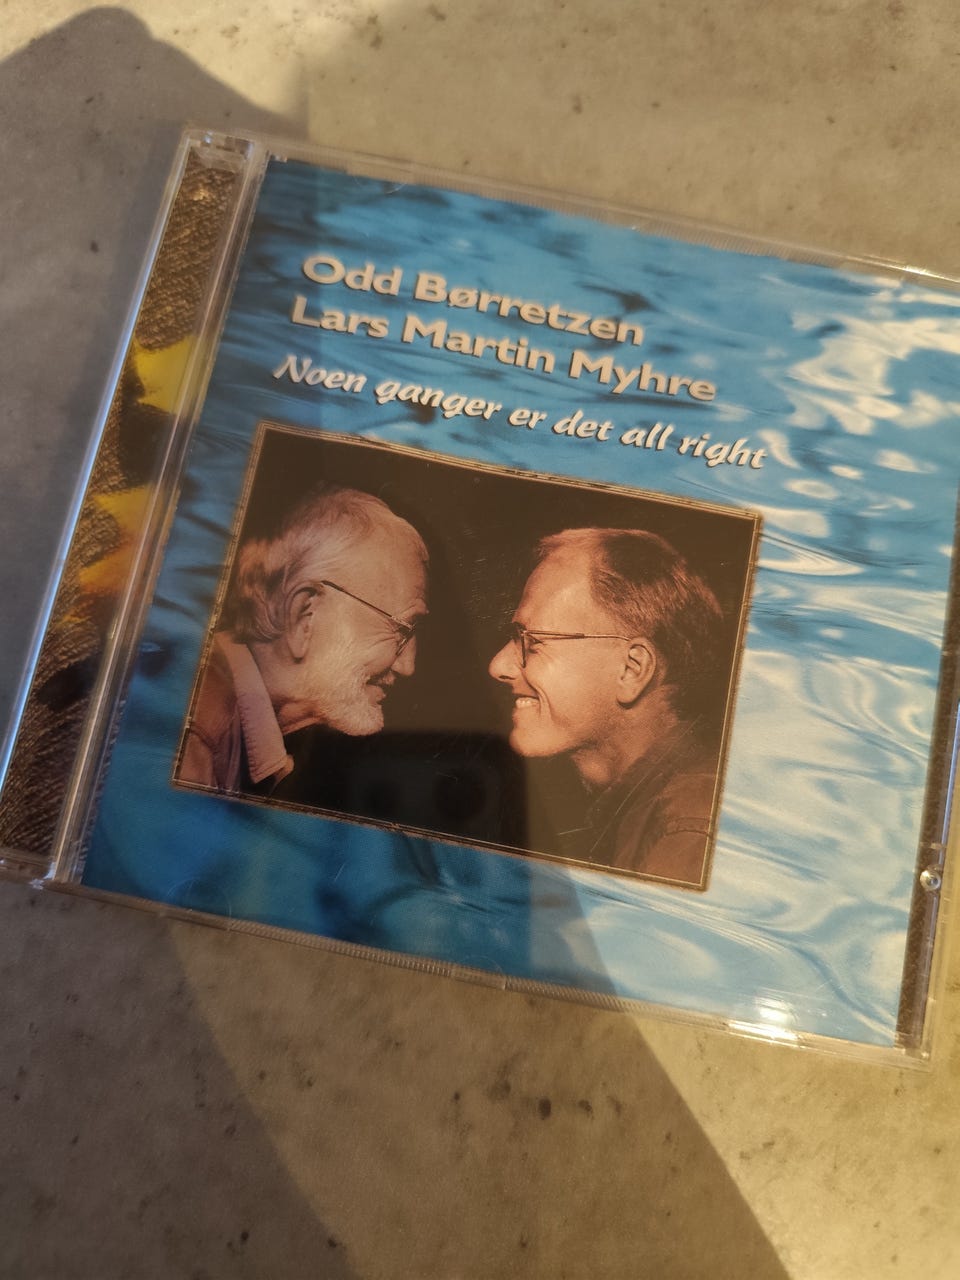 Odd Børretzen
Lars Martin Myhre
Noen ganger er det all right